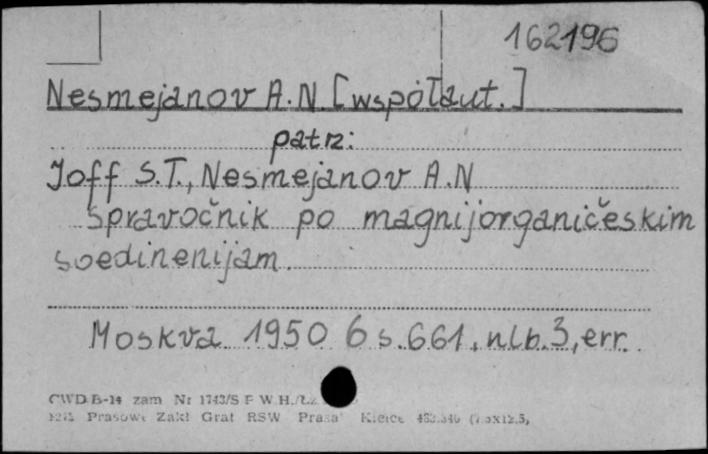 162196
Nesmejanov A.N. [współaut.]
patrz:
Joff S.T., Nesmejanov A.N
Spravočnik po magnijorganičeskim
soedinenijam.
Moskva 1950 6 s. 661, nlb. 3, err.
CWD B-14 zam Nr 1743/S F W.H./Łz
Prasowe Zakł Graf RSW "Prasa" Kielce